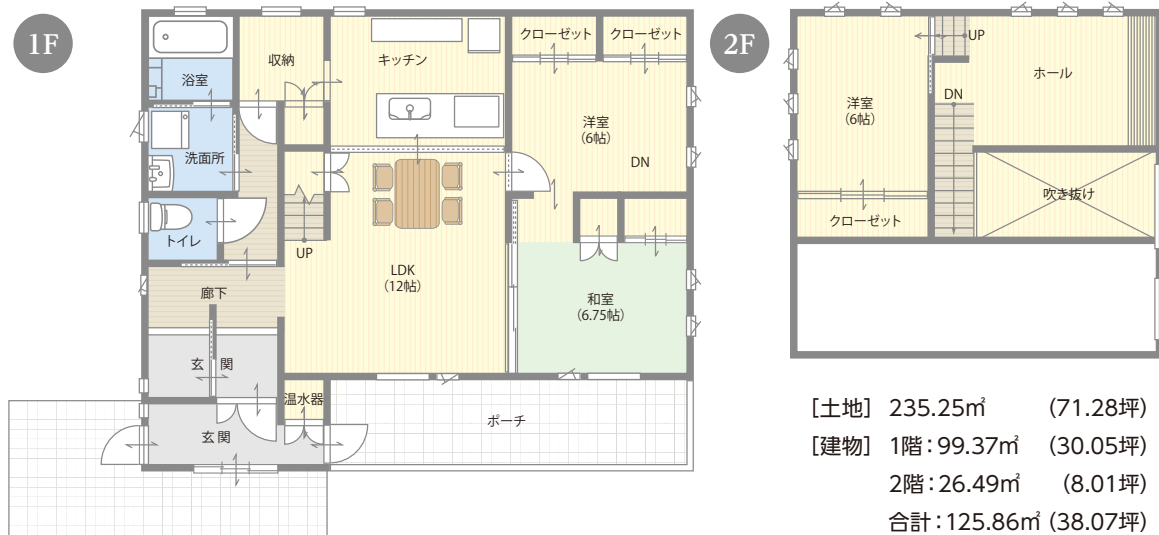 1F
浴室
収納
キッチン
クローゼット
クローゼット
洗面所
洋室
(6帖)
DN
トイレ
UP
LDK
(12帖)
廊下
和室
(6.75帖)
玄 関
温水器
玄 関
ポーチ
2F
UP
ホール
洋室
(6帖)
DN
クローゼット
吹き抜け
[土地] 235.25㎡ (71.28坪)
[建物] 1階：99.37㎡ (30.05坪)
2階：26.49㎡ (8.01坪)
合計：125.86㎡ (38.07坪)